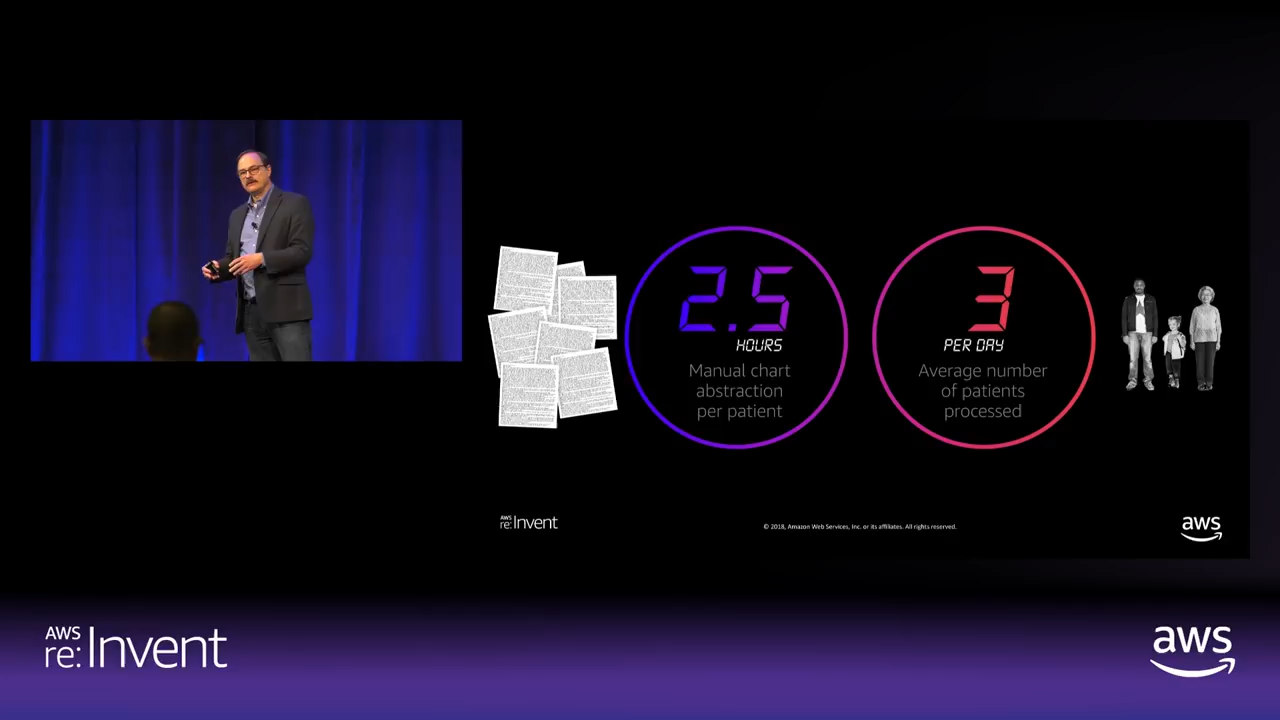 2.5
HOURS
Manual chart
abstraction
per patient
3
PER DAY
Average number
of patients
processed
AWS
re:Invent
© 2018, Amazon Web Services, Inc. or its affiliates. All rights reserved.
aws
AWS
re:Invent
aws